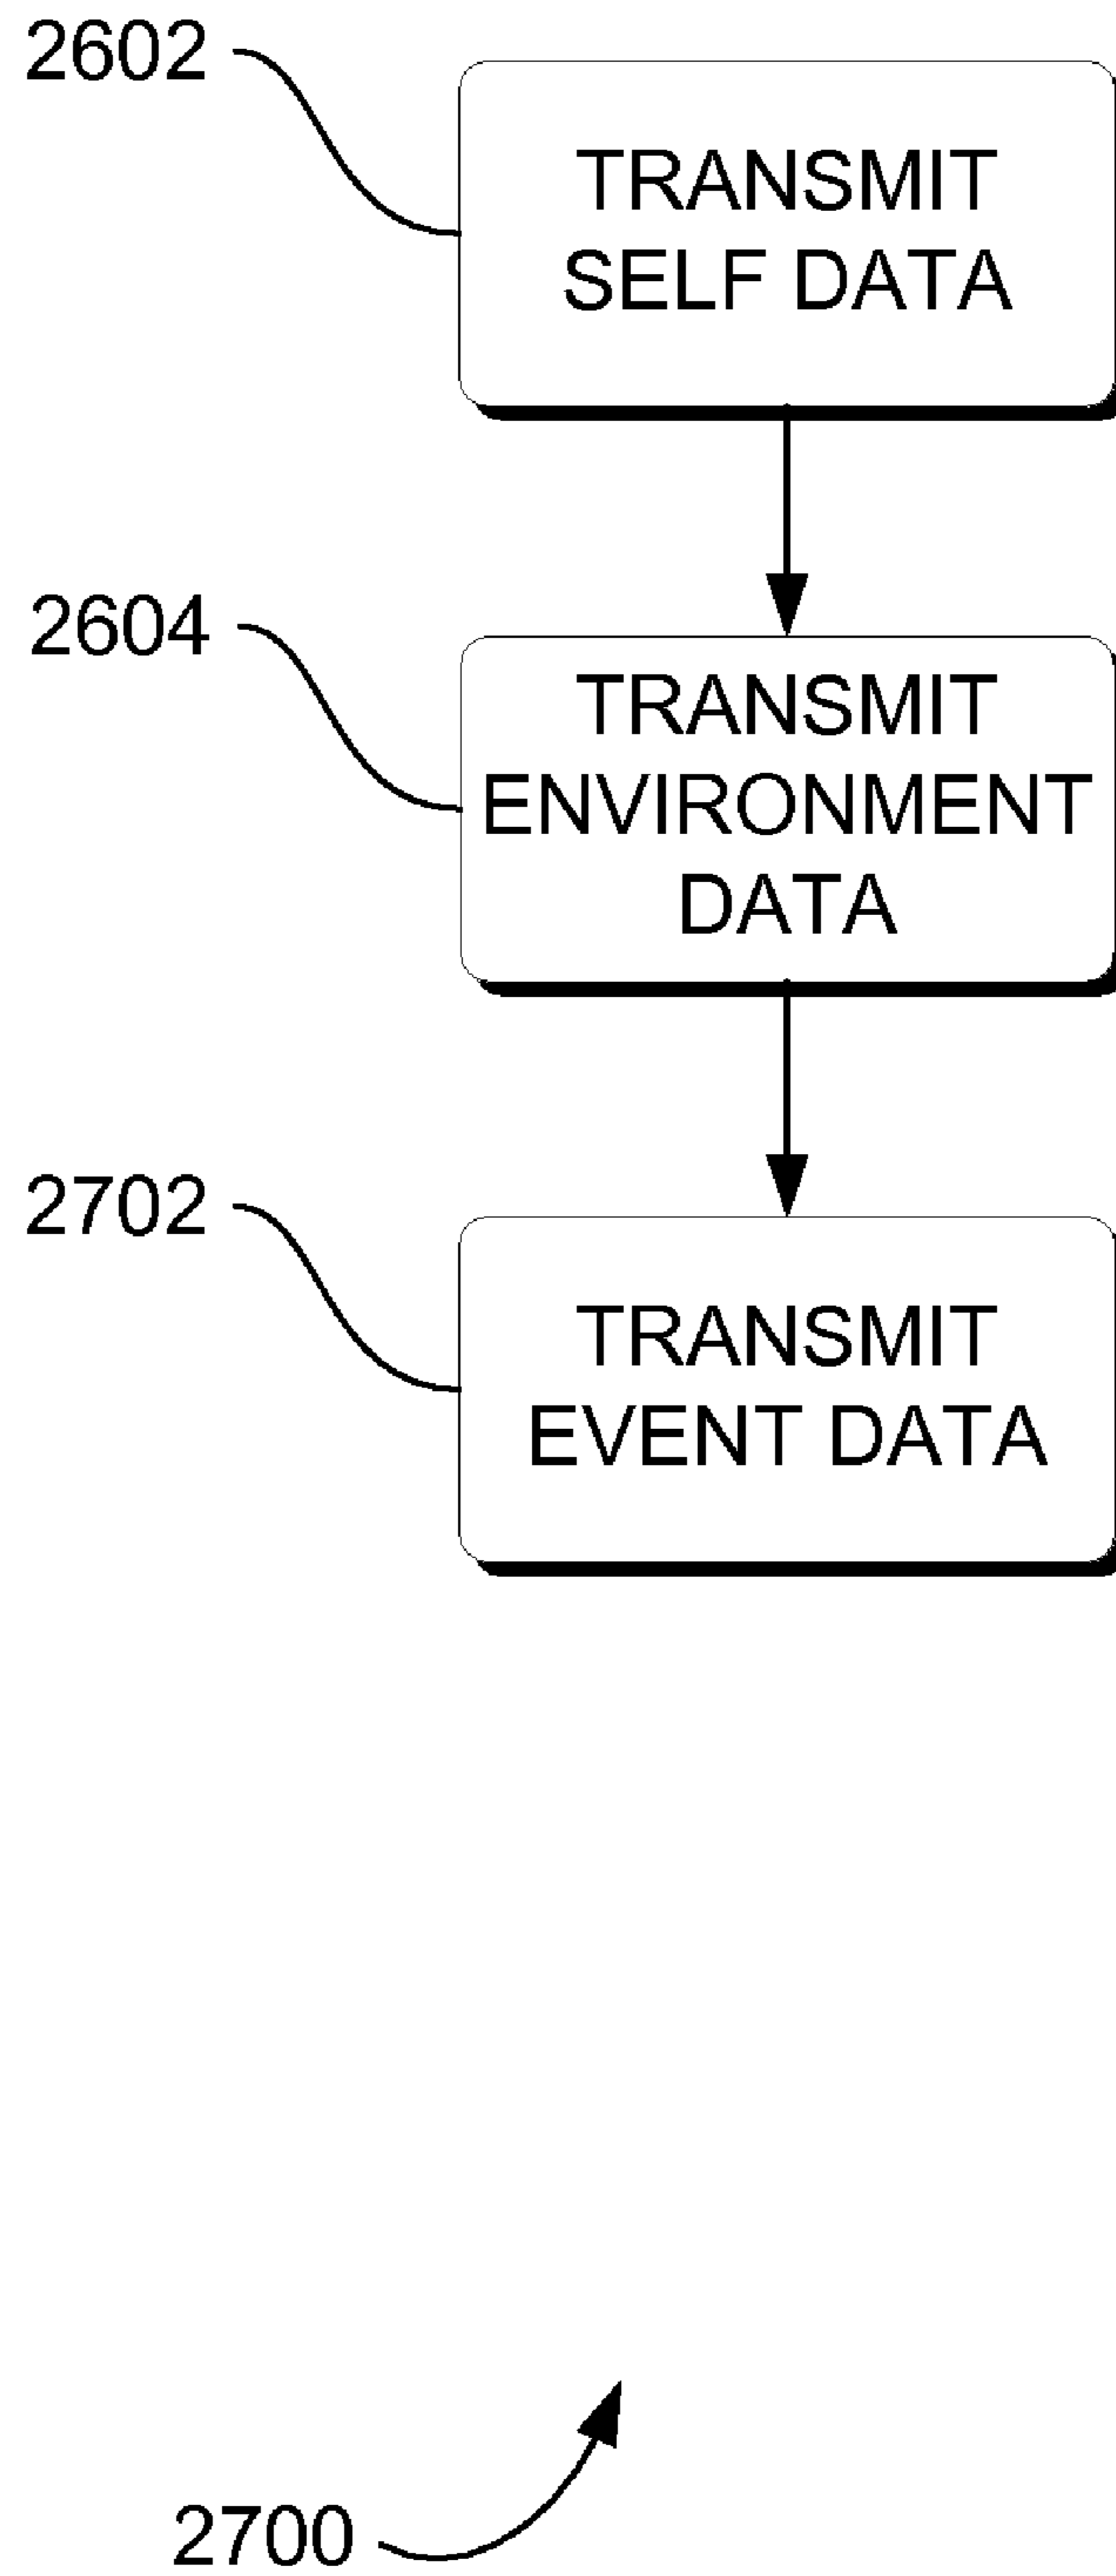 2602
TRANSMIT
SELF DATA
2604
TRANSMIT
ENVIRONMENT
DATA
2702
TRANSMIT
EVENT DATA
2700